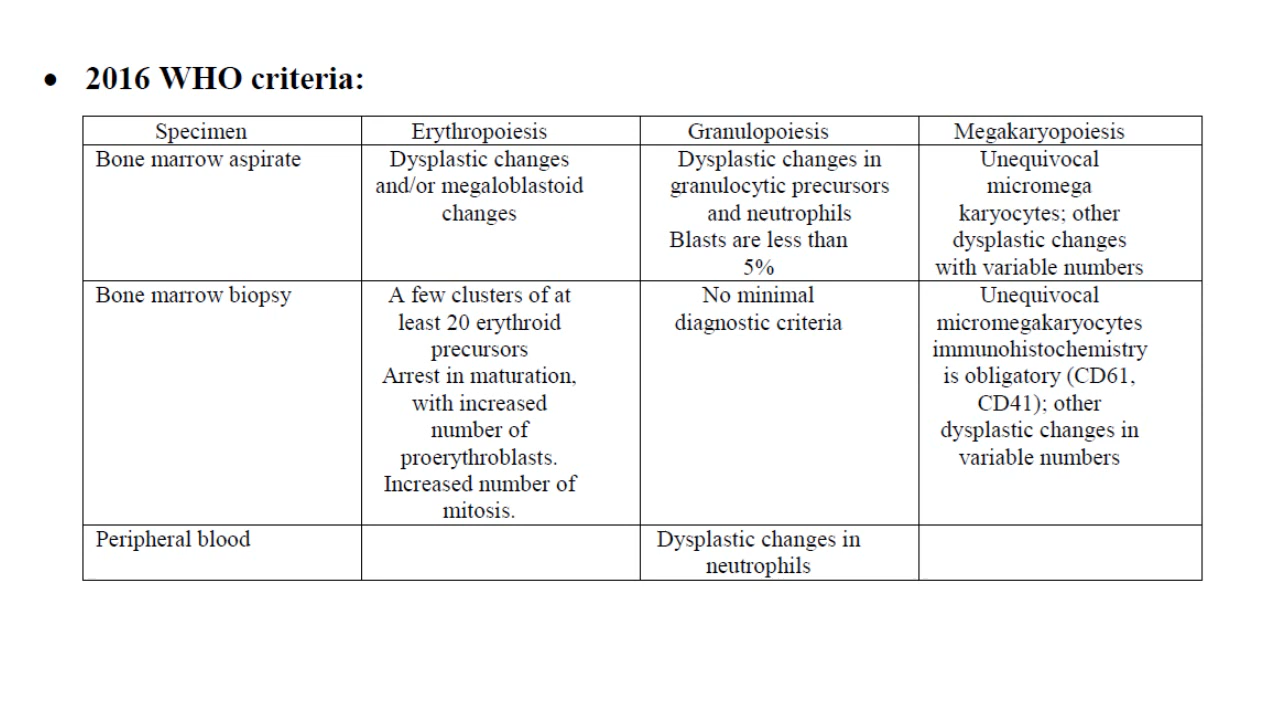 • 2016 WHO criteria:
Specimen Erythropoiesis Granulopoiesis Megakaryopoiesis
Bone marrow aspirate
Dysplastic changes
and/or megaloblastoid
changes
Dysplastic changes in
granulocytic precursors
and neutrophils
Blasts are less than
5%
Unequivocal
micromega
karyocytes; other
dysplastic changes
with variable numbers
Bone marrow biopsy
A few clusters of at
least 20 erythroid
precursors
Arrest in maturation,
with increased
number of
proerythroblasts.
Increased number of
mitosis.
No minimal
diagnostic criteria
Unequivocal
micromegakaryocytes
immunohistochemistry
is obligatory (CD61,
CD41); other
dysplastic changes in
variable numbers
Peripheral blood
Dysplastic changes in
neutrophils